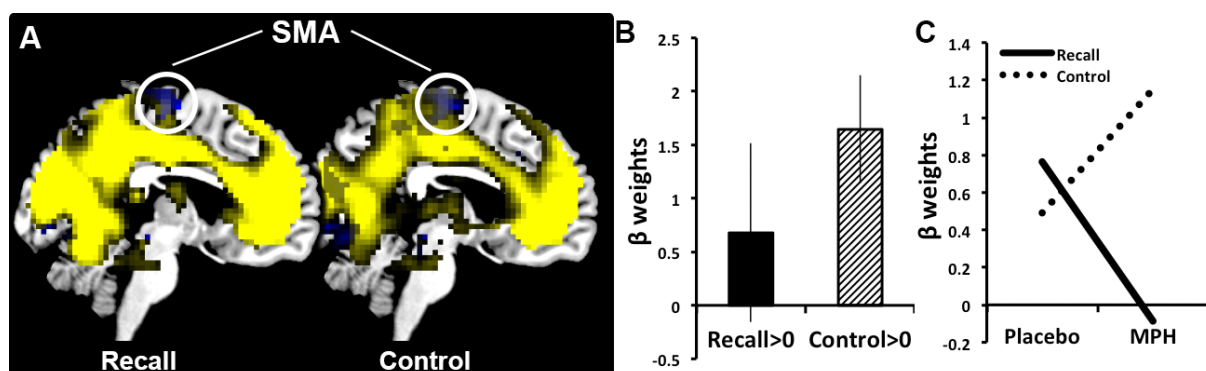 A
SMA
Recall
Control
B
2.5
2
1.5
1
0.5
0
-0.5
β weights
Recall>0
Control>0
C
1.4
1.2
1
0.8
0.6
0.4
0.2
0
-0.2
β weights
Recall
Control
Placebo
MPH